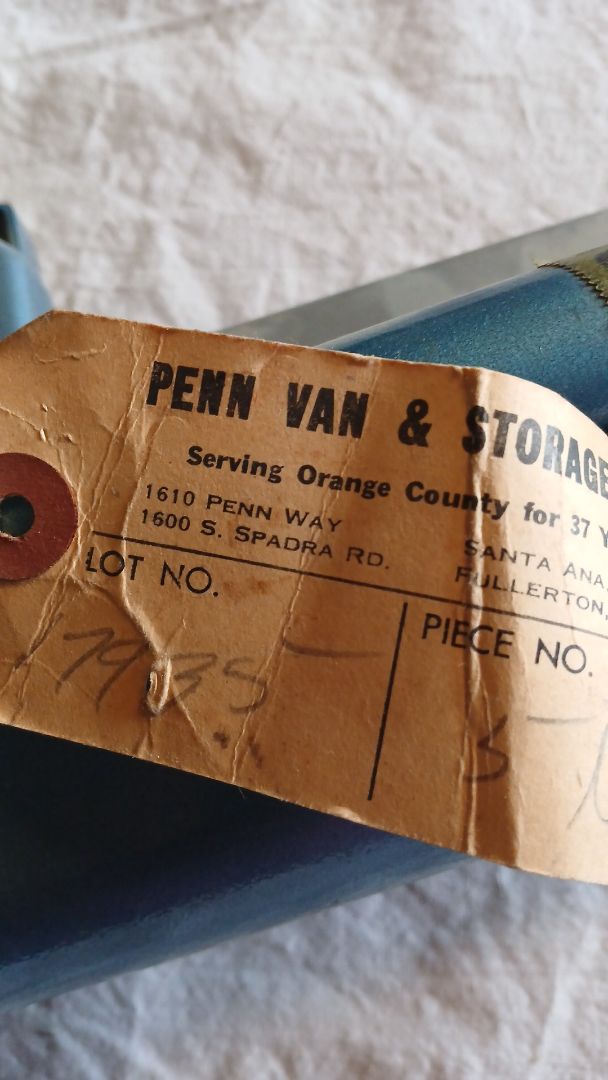 PENN VAN & STORAGE
Serving Orange County for 37 Y
1610 PENN WAY SANTA ANA,
1600 S. SPADRA RD. FULLERTON,
LOT NO. PIECE NO.
5